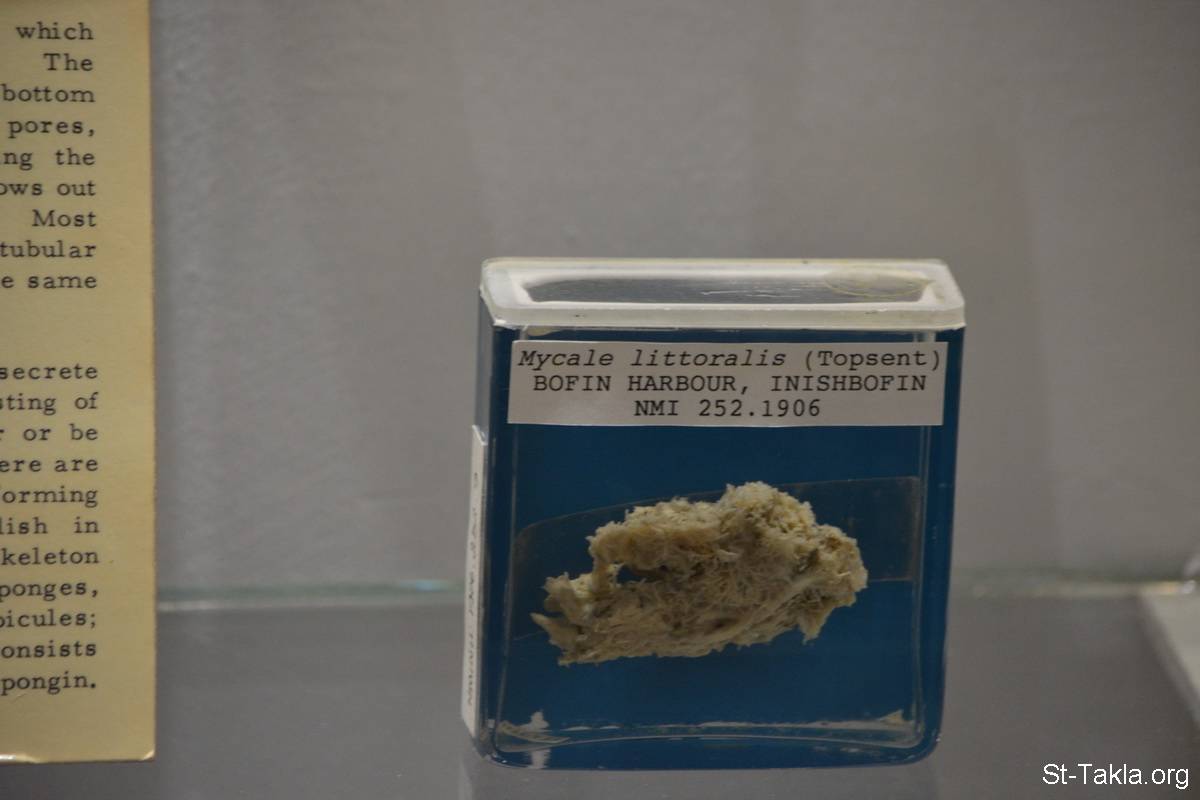 which
The
bottom
pores,
ing the
ows out
Most
tubular
e same
secrete
sting of
r or be
ere are
forming
lish in
keleton
ponges,
picules;
onsists
pongin.
Mycale littoralis (Topsent)
BOFIN HARBOUR, INISHBOFIN
NMI 252.1906
St-Takla.org